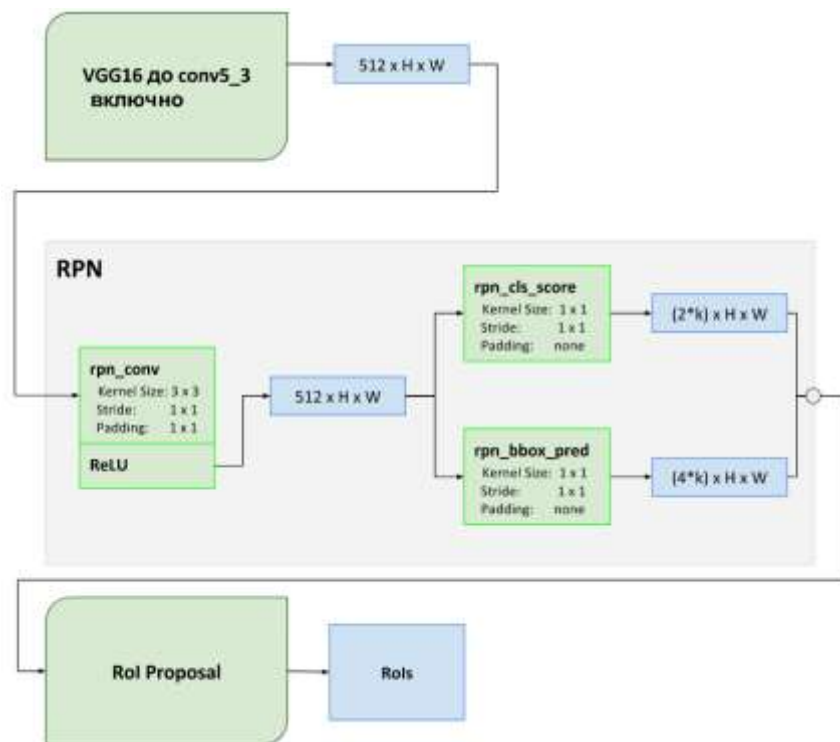 VGG16 до conv5_3
включно
512 x H x W
RPN
rpn_conv
Kernel Size: 3 x 3
Stride: 1 x 1
Padding: 1 x 1
ReLU
512 x H x W
rpn_cls_score
Kernel Size: 1 x 1
Stride: 1 x 1
Padding: none
(2*k) x H x W
rpn_bbox_pred
Kernel Size: 1 x 1
Stride: 1 x 1
Padding: none
(4*k) x H x W
RoI Proposal
RoIs